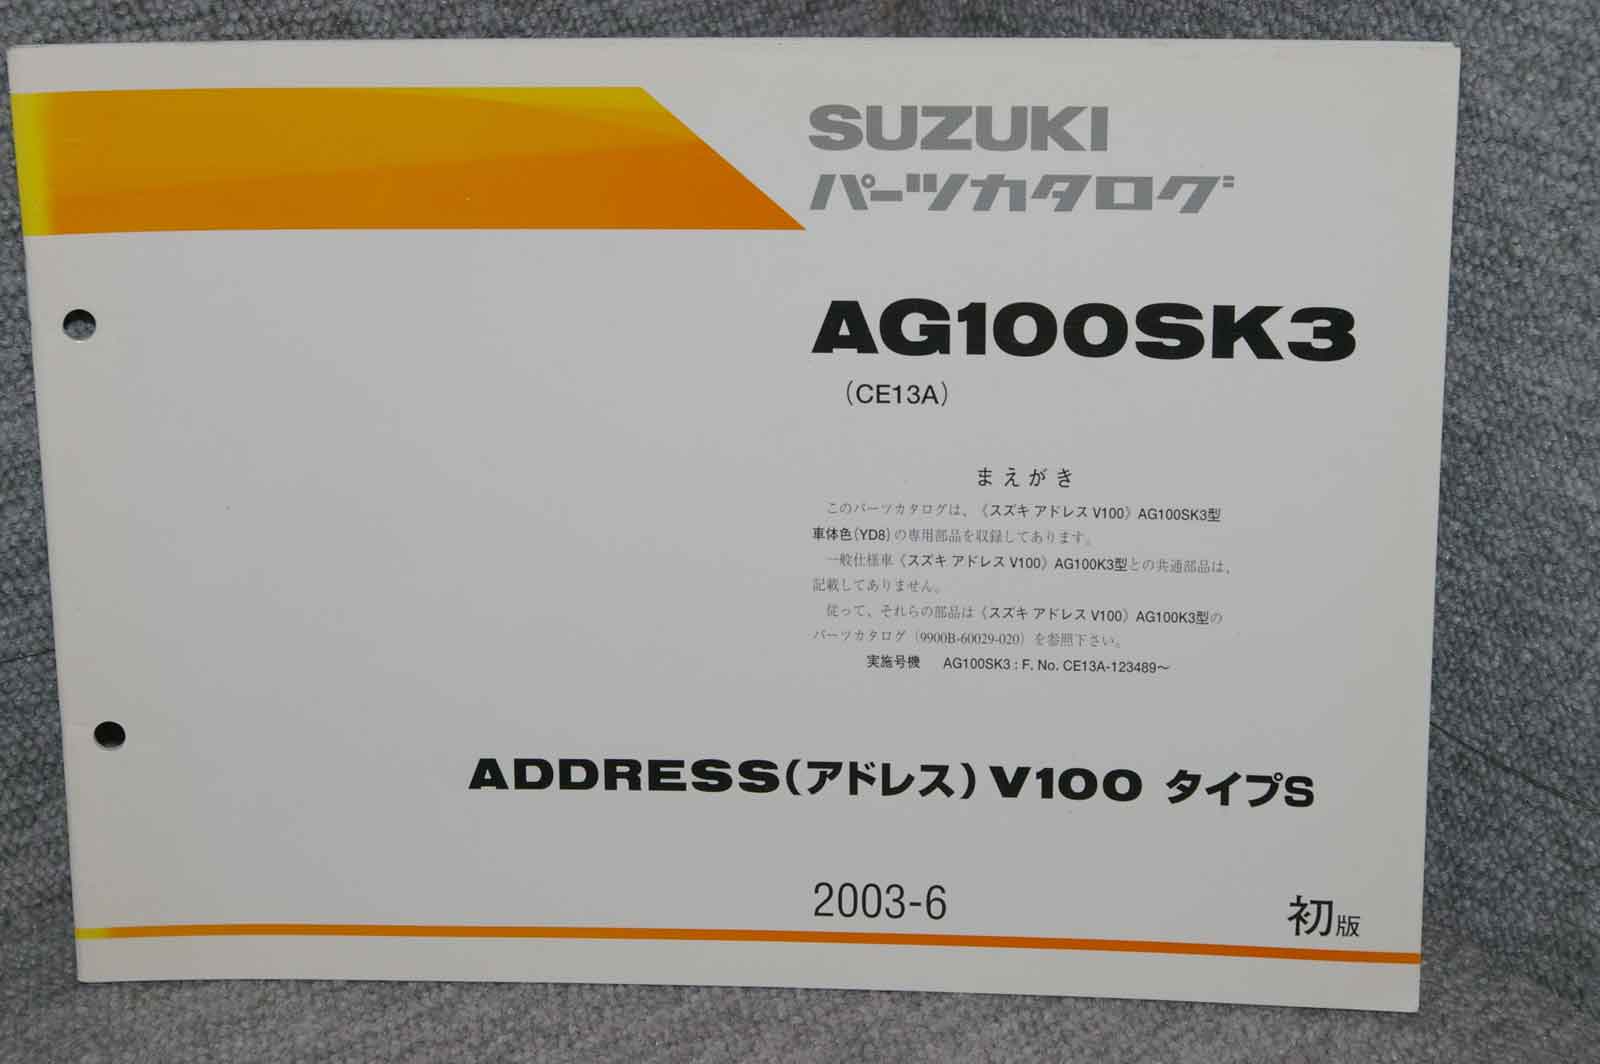 SUZUKI
パーツカタログ
AG100SK3
（CE13A）
まえがき
このパーツカタログは、《スズキ アドレス V100》AG100SK3型
車体色（YD8）の専用部品を収録してあります。
一般仕様車《スズキ アドレス V100》AG100K3型との共通部品は、
記載してありません。
従って、それらの部品は《スズキ アドレス V100》AG100K3型の
パーツカタログ（9900B-60029-020）を参照下さい。
実施号機 AG100SK3 : F. No. CE13A-123489～
ADDRESS（アドレス）V100 タイプS
2003-6
初版